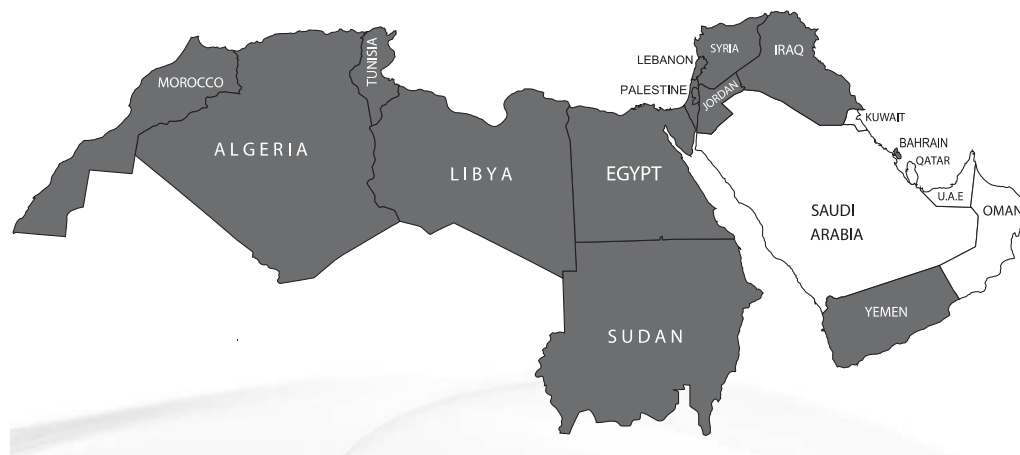 MOROCCO
ALGERIA
TUNISIA
LIBYA
EGYPT
SUDAN
LEBANON
PALESTINE
SYRIA
JORDAN
IRAQ
KUWAIT
BAHRAIN
QATAR
U.A.E
OMAN
SAUDI
ARABIA
YEMEN